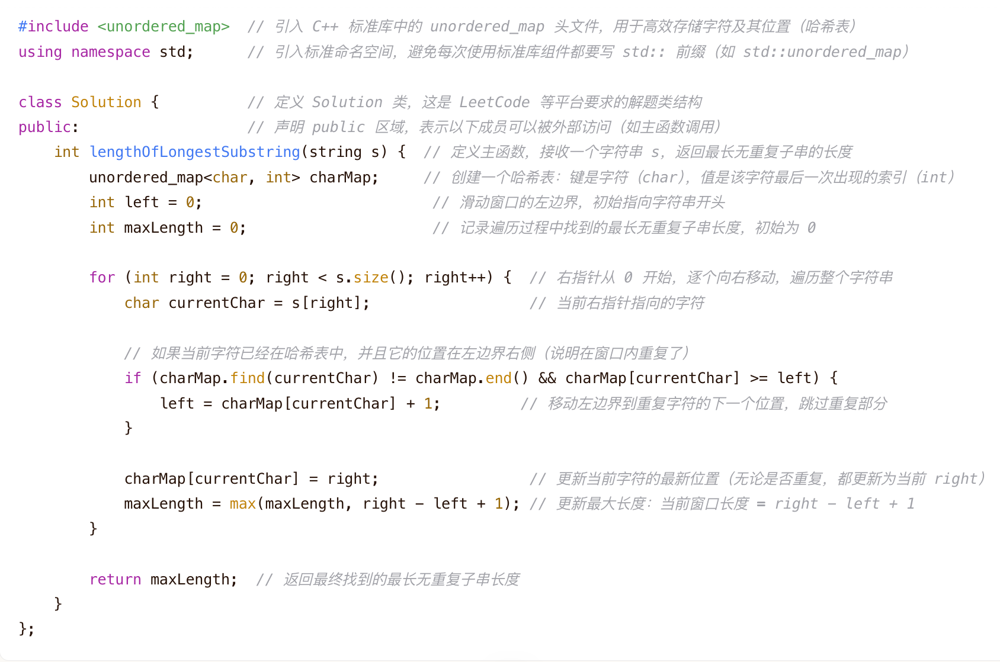 #include <unordered_map>  // 引入 C++ 标准库中的 unordered_map 头文件，用于高效存储字符及其位置（哈希表）
using namespace std;      // 引入标准命名空间，避免每次使用标准库组件都要写 std:: 前缀（如 std::unordered_map）
class Solution {          // 定义 Solution 类，这是 LeetCode 等平台要求的解题类结构
public:                   // 声明 public 区域，表示以下成员可以被外部访问（如主函数调用）
    int lengthOfLongestSubstring(string s) {  // 定义主函数，接收一个字符串 s，返回最长无重复子串的长度
        unordered_map<char, int> charMap;     // 创建一个哈希表：键是字符（char），值是该字符最后一次出现的索引（int）
        int left = 0;                          // 滑动窗口的左边界，初始指向字符串开头
        int maxLength = 0;                     // 记录遍历过程中找到的最长无重复子串长度，初始为 0
        for (int right = 0; right < s.size(); right++) {  // 右指针从 0 开始，逐个向右移动，遍历整个字符串
            char currentChar = s[right];                  // 当前右指针指向的字符
            // 如果当前字符已经在哈希表中，并且它的位置在左边界右侧（说明在窗口内重复了）
            if (charMap.find(currentChar) != charMap.end() && charMap[currentChar] >= left) {
                left = charMap[currentChar] + 1;         // 移动左边界到重复字符的下一个位置，跳过重复部分
            }
            charMap[currentChar] = right;                 // 更新当前字符的最新位置（无论是否重复，都更新为当前 right）
            maxLength = max(maxLength, right - left + 1); // 更新最大长度：当前窗口长度 = right - left + 1
        }
        return maxLength;  // 返回最终找到的最长无重复子串长度
    }
};